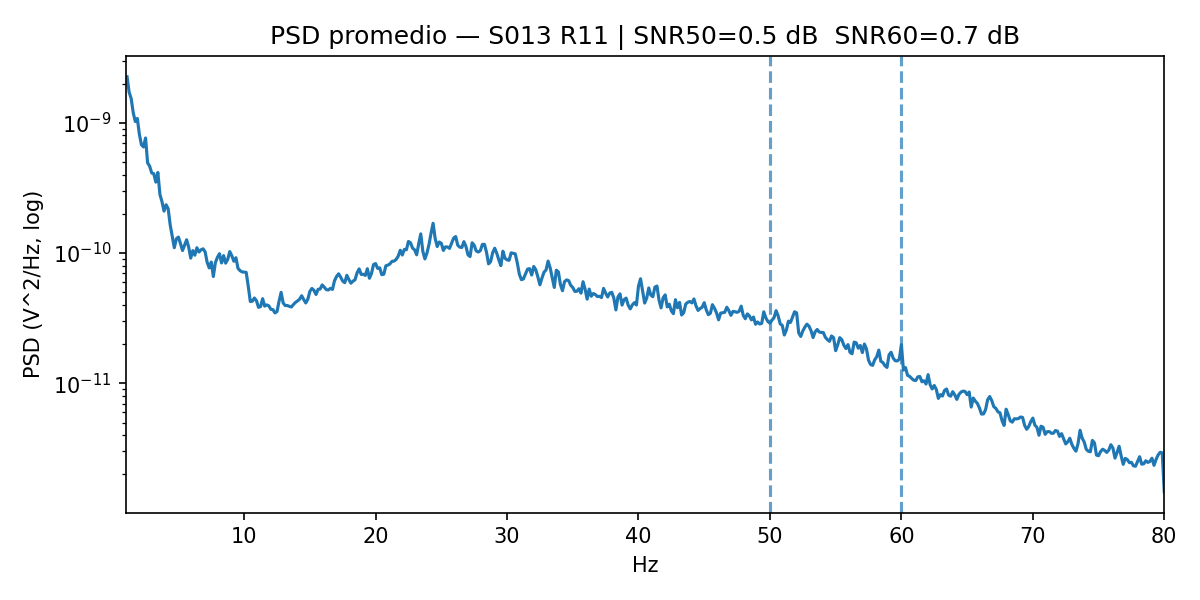 PSD promedio — S013 R11 | SNR50=0.5 dB  SNR60=0.7 dB
PSD (V^2/Hz, log)
10⁻⁹
10⁻¹⁰
10⁻¹¹
10 20 30 40 50 60 70 80
Hz